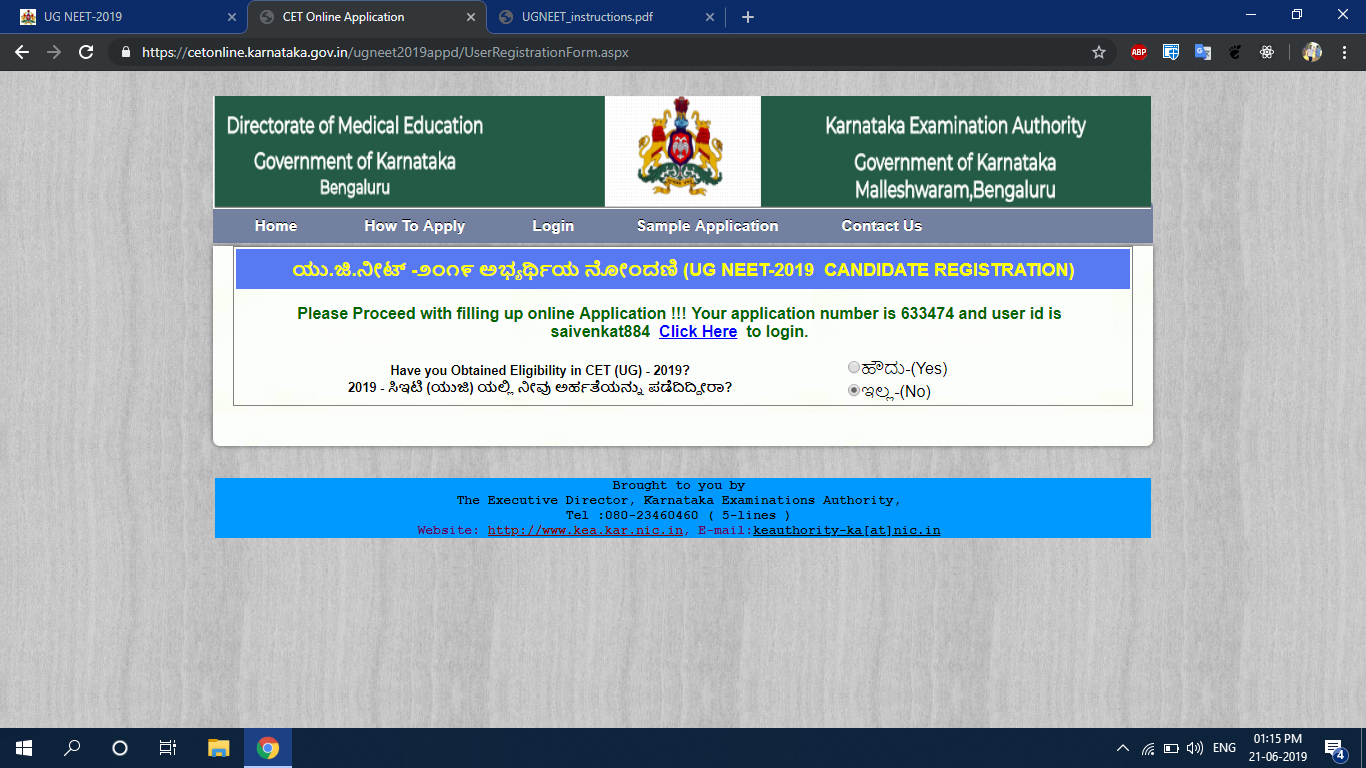 UG NEET-2019
CET Online Application
UGNEET_instructions.pdf
https://cetonline.karnataka.gov.in/ugneet2019appd/UserRegistrationForm.aspx
ABP
Directorate of Medical Education
Government of Karnataka
Bengaluru
Karnataka Examination Authority
Government of Karnataka
Malleshwaram,Bengaluru
Home How To Apply Login Sample Application Contact Us
ಯು.ಜಿ.ನೀಟ್ -೨೦೧೯ ಅಭ್ಯರ್ಥಿಯ ನೋಂದಣಿ (UG NEET-2019 CANDIDATE REGISTRATION)
Please Proceed with filling up online Application !!! Your application number is 633474 and user id is
saivenkat884 Click Here to login.
Have you Obtained Eligibility in CET (UG) - 2019?
2019 - ಸಿಇಟಿ (ಯುಜಿ) ಯಲ್ಲಿ ನೀವು ಅರ್ಹತೆಯನ್ನು ಪಡೆದಿದ್ದೀರಾ?
ಹೌದು-(Yes)
ಇಲ್ಲ-(No)
Brought to you by
The Executive Director, Karnataka Examinations Authority,
Tel :080-23460460 ( 5-lines )
Website: http://www.kea.kar.nic.in, E-mail:keauthority-ka[at]nic.in
ENG
01:15 PM
21-06-2019
4